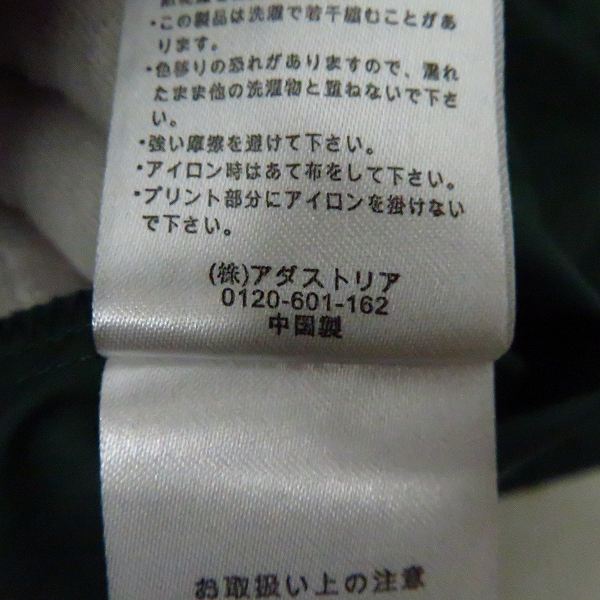 ・この製品は洗濯で若干縮むことがあ
ります。
・色移りの恐れがありますので、濡れ
たまま他の洗濯物と重ねないで下さ
い。
・強い摩擦を避けて下さい。
・アイロン時はあて布をして下さい。
・プリント部分にアイロンを掛けない
で下さい。
(株)アダストリア
0120-601-162
中国製
お取扱い上の注意